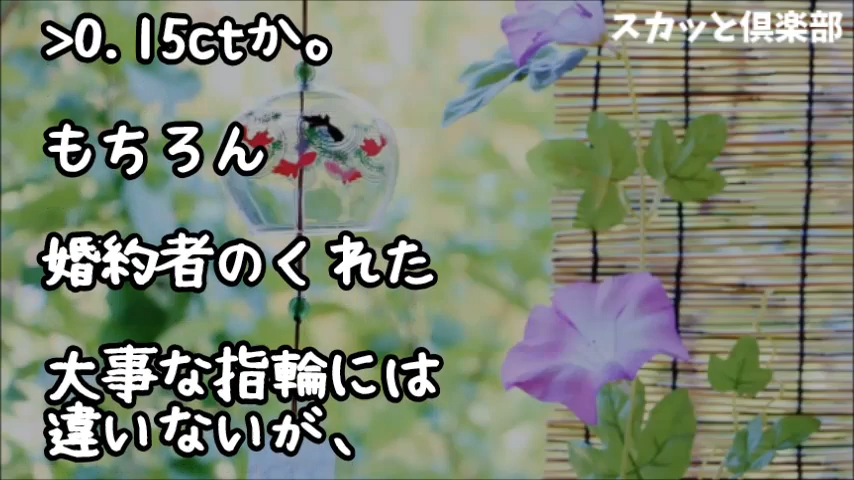 スカッと倶楽部
>0.15ctか。
もちろん
婚約者のくれた
大事な指輪には
違いないが、